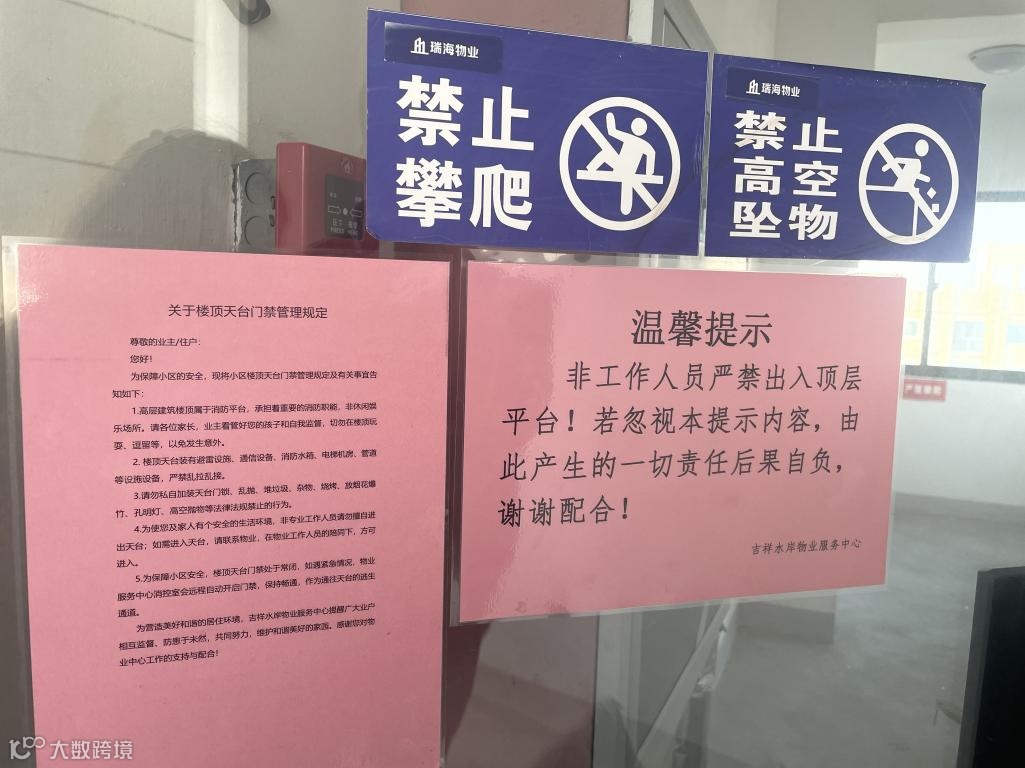 瑞海物业
禁止
攀爬
瑞海物业
禁止
高空
坠物
关于楼顶天台门禁管理规定
尊敬的业主/住户：
您好！
为保障小区的安全，现将小区楼顶天台门禁管理规定及有关事宜告
知如下：
1.高层建筑楼顶属于消防平台，承担着重要的消防职能，非休闲娱
乐场所。请各位家长，业主看管好您的孩子和自我监督，切勿在楼顶玩
耍、逗留等，以免发生意外。
2. 楼顶天台装有避雷设施、通信设备、消防水箱、电梯机房、管道
等设施设备，严禁乱拉乱接。
3.请勿私自加装天台门锁、乱抛、堆垃圾、杂物、烧烤、放烟花爆
竹、孔明灯、高空抛物等法律法规禁止的行为。
4.为使您及家人有个安全的生活环境，非专业工作人员请勿擅自进
出天台；如需进入天台，请联系物业，在物业工作人员的陪同下，方可
进入。
5.为保障小区安全，楼顶天台门禁处于常闭，如遇紧急情况，物业
服务中心消控室会远程自动开启门禁，保持畅通，作为通往天台的逃生
通道。
为营造美好和谐的居住环境，吉祥水岸物业服务中心提醒广大业户
相互监督、防患于未然，共同努力，维护和谐美好的家园。感谢您对物
业中心工作的支持与配合！
温馨提示
非工作人员严禁出入顶层
平台！若忽视本提示内容，由
此产生的一切责任后果自负，
谢谢配合！
吉祥水岸物业服务中心
大数跨境